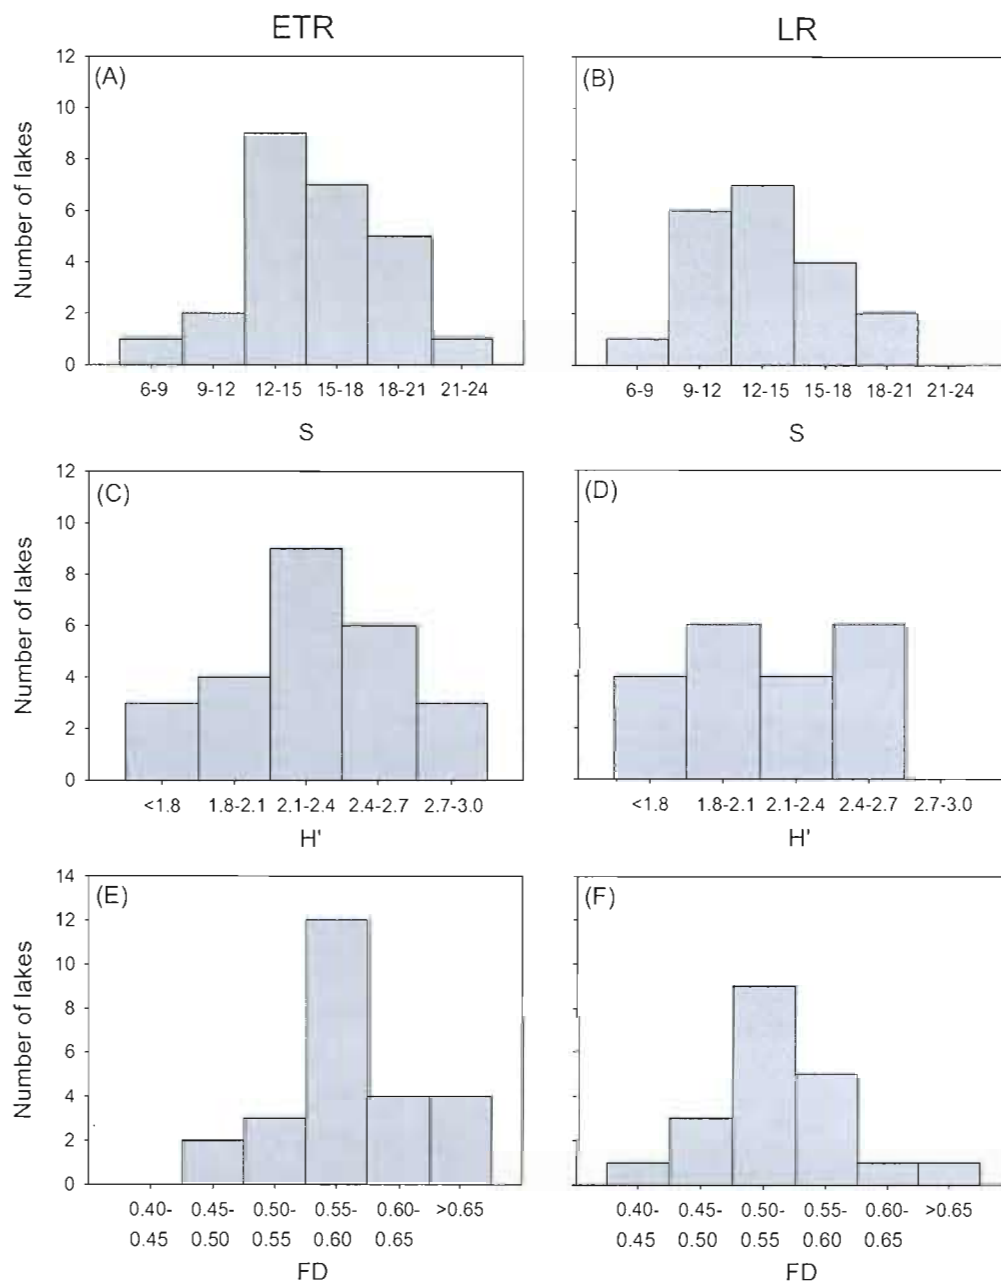 ETR
LR
(A)
Number of lakes
12
10
8
6
4
2
0
6-9 9-12 12-15 15-18 18-21 21-24
S
(B)
6-9 9-12 12-15 15-18 18-21 21-24
S
(C)
Number of lakes
12
10
8
6
4
2
0
<1.8 1.8-2.1 2.1-2.4 2.4-2.7 2.7-3.0
H'
(D)
<1.8 1.8-2.1 2.1-2.4 2.4-2.7 2.7-3.0
H'
(E)
Number of lakes
14
12
10
8
6
4
2
0
0.40- 0.45- 0.50- 0.55- 0.60- >0.65
0.45 0.50 0.55 0.60 0.65
FD
(F)
0.40- 0.45- 0.50- 0.55- 0.60- >0.65
0.45 0.50 0.55 0.60 0.65
FD